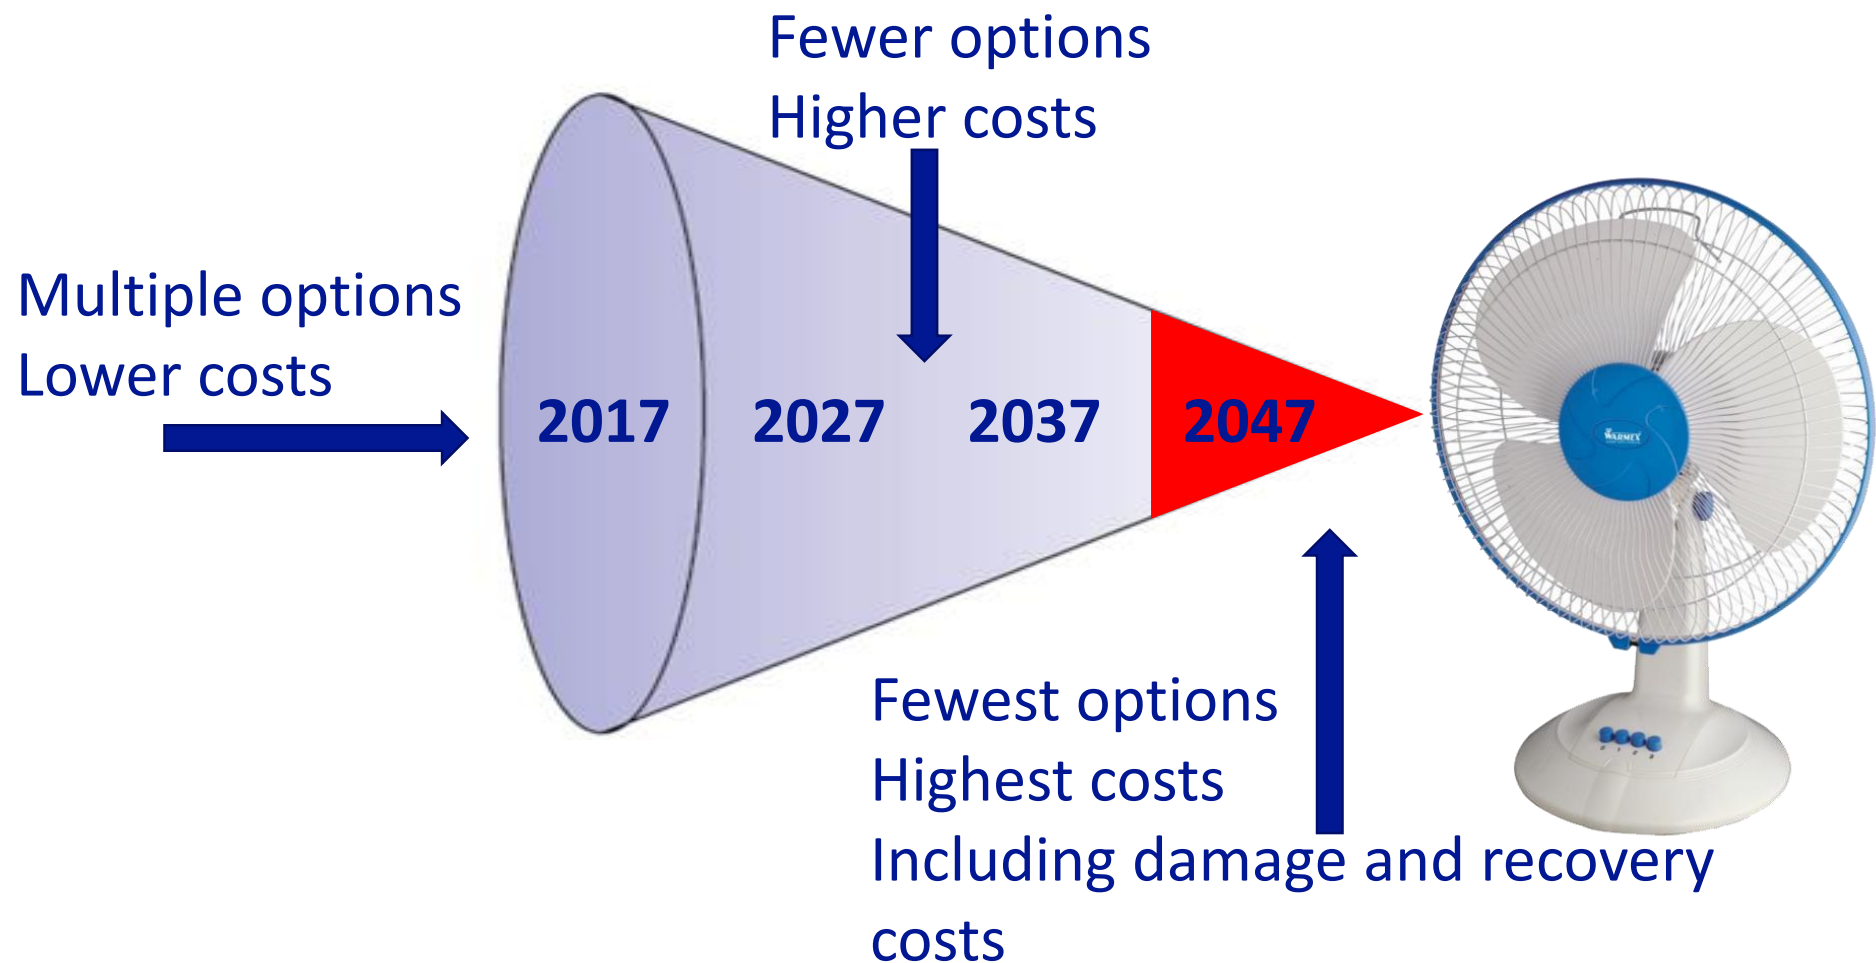 Fewer options
Higher costs
Multiple options
Lower costs
2017 2027 2037 2047
WARMEX
Fewest options
Highest costs
Including damage and recovery
costs